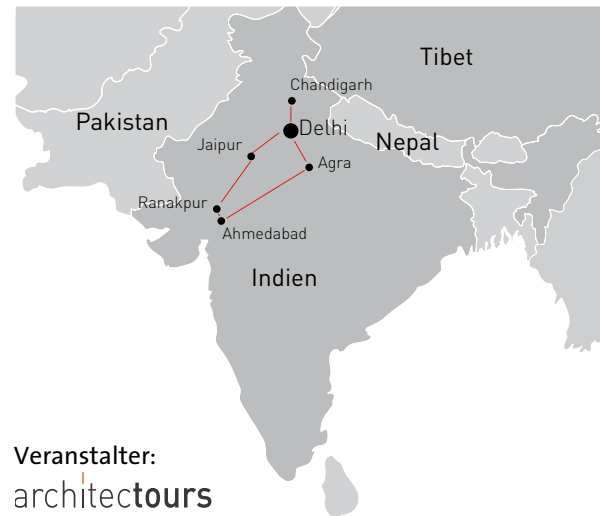 Tibet
Chandigarh
Pakistan
Delhi
Nepal
Jaipur
Agra
Ranakpur
Ahmedabad
Indien
Veranstalter:
architectours